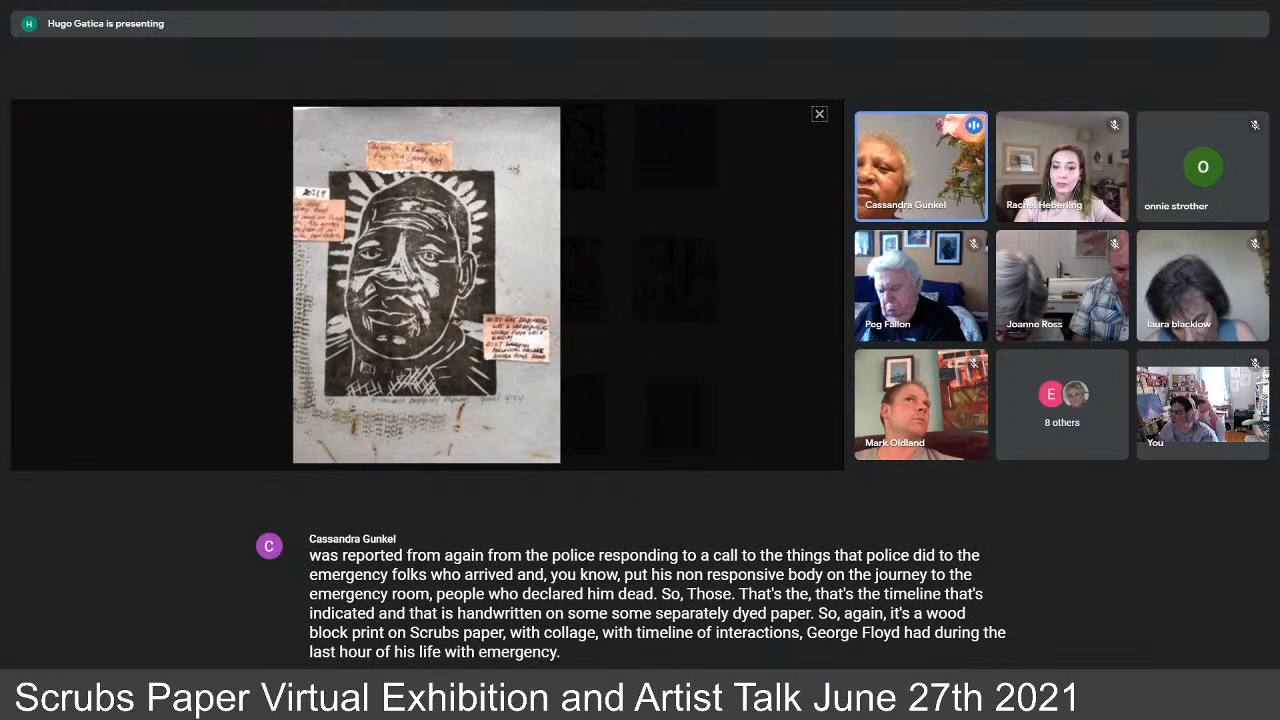 Hugo Gatica is presenting
H
20:19
Cassandra Gunkel
Rachel Heberling
O
onnie strother
Peg Fallon
Joanne Ross
laura blacklow
Mark Oldland
E
8 others
You
C
Cassandra Gunkel
was reported from again from the police responding to a call to the things that police did to the
emergency folks who arrived and, you know, put his non responsive body on the journey to the
emergency room, people who declared him dead. So, Those. That's the, that's the timeline that's
indicated and that is handwritten on some some separately dyed paper. So, again, it's a wood
block print on Scrubs paper, with collage, with timeline of interactions, George Floyd had during the
last hour of his life with emergency.
Scrubs Paper Virtual Exhibition and Artist Talk June 27th 2021